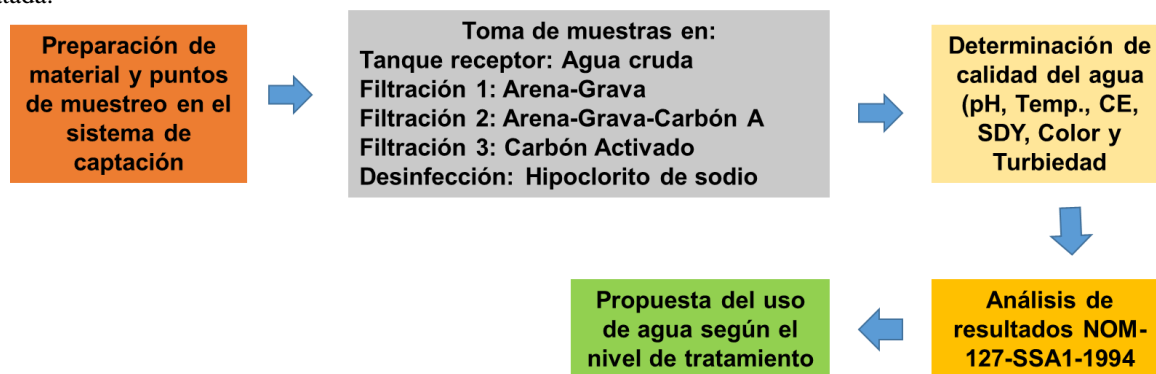 Preparación de
material y puntos
de muestreo en el
sistema de
captación
Toma de muestras en:
Tanque receptor: Agua cruda
Filtración 1: Arena-Grava
Filtración 2: Arena-Grava-Carbón A
Filtración 3: Carbón Activado
Desinfección: Hipoclorito de sodio
Determinación de
calidad del agua
(pH, Temp., CE,
SDY, Color y
Turbiedad
Análisis de
resultados NOM-
127-SSA1-1994
Propuesta del uso
de agua según el
nivel de tratamiento